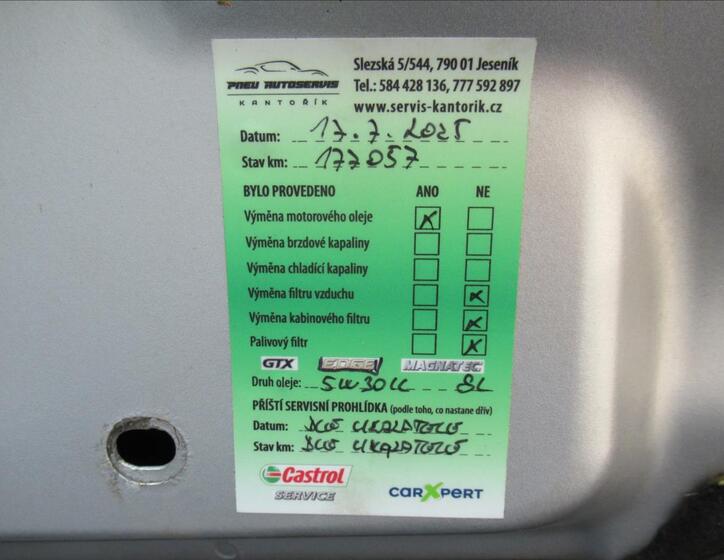 PNEU AUTOSERVIS
KANTOŘÍK
Slezská 5/544, 790 01 Jeseník
Tel.: 584 428 136, 777 592 897
www.servis-kantorik.cz
Datum: 17.7.2025
Stav km: 177057
BYLO PROVEDENO ANO NE
Výměna motorového oleje
Výměna brzdové kapaliny
Výměna chladící kapaliny
Výměna filtru vzduchu
Výměna kabinového filtru
Palivový filtr
GTX EDGE MAGNATEC
Druh oleje: 5W30LL 8L
PŘÍŠTÍ SERVISNÍ PROHLÍDKA (podle toho, co nastane dřív)
Datum:
Stav km:
Castrol
SERVICE
carXpert